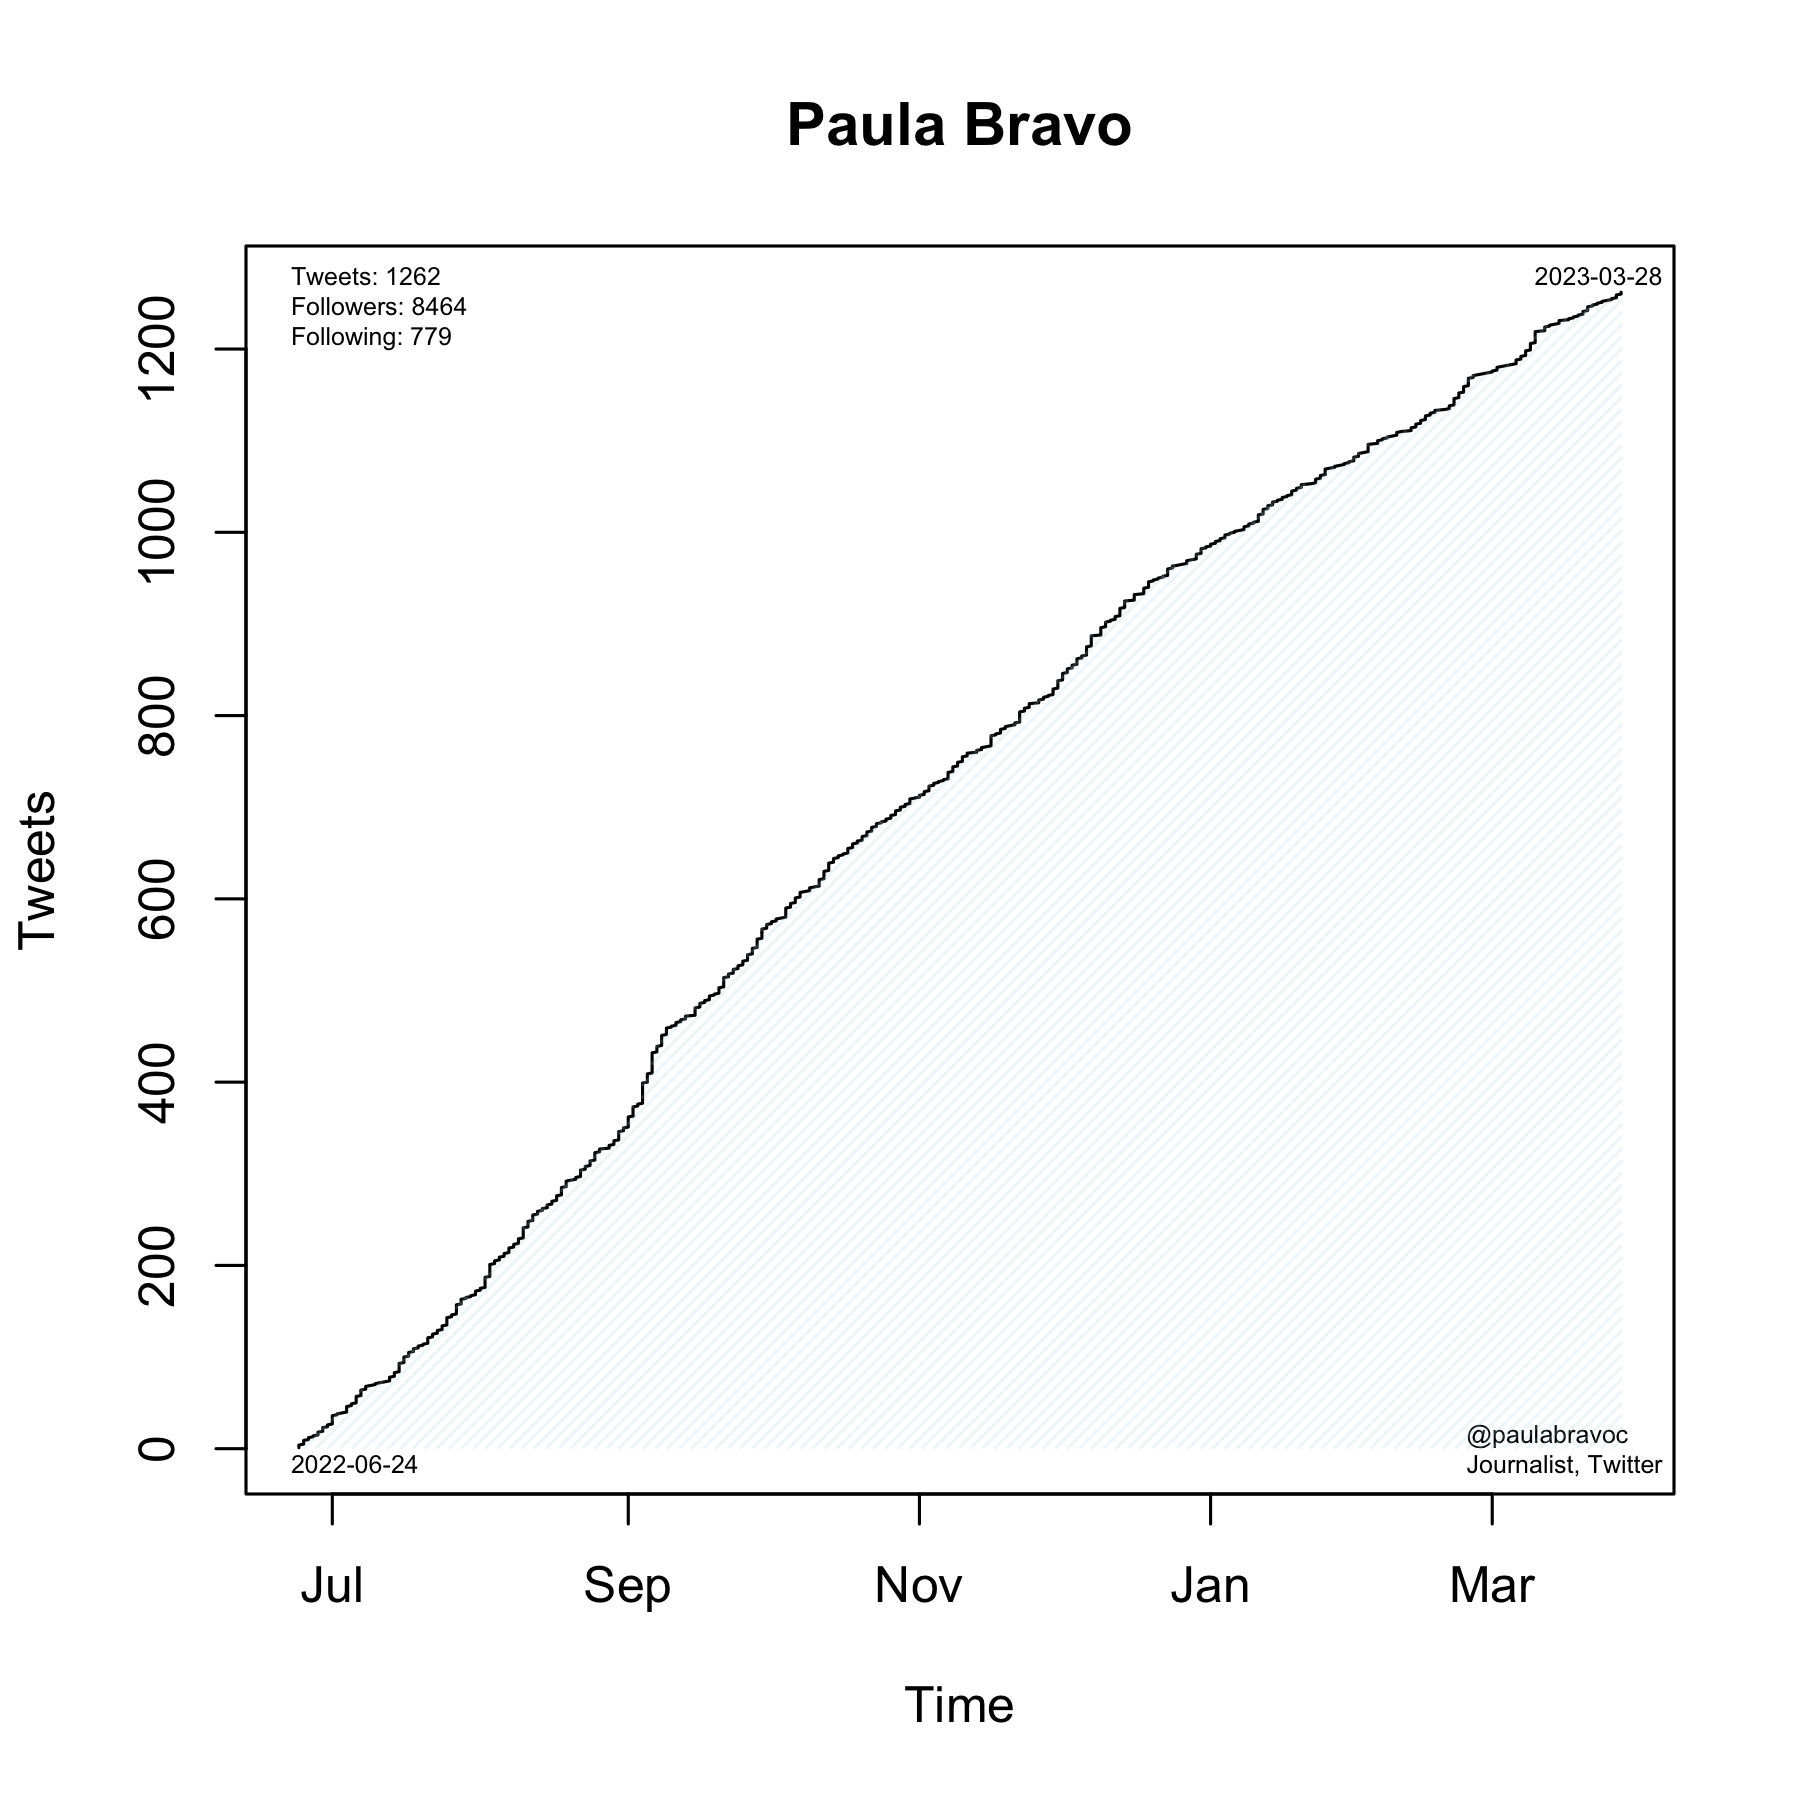 Paula Bravo
Tweets: 1262
Followers: 8464
Following: 779
2023-03-28
1200
1000
800
600
400
200
0
Tweets
2022-06-24
@paulabravoc
Journalist, Twitter
Jul Sep Nov Jan Mar
Time